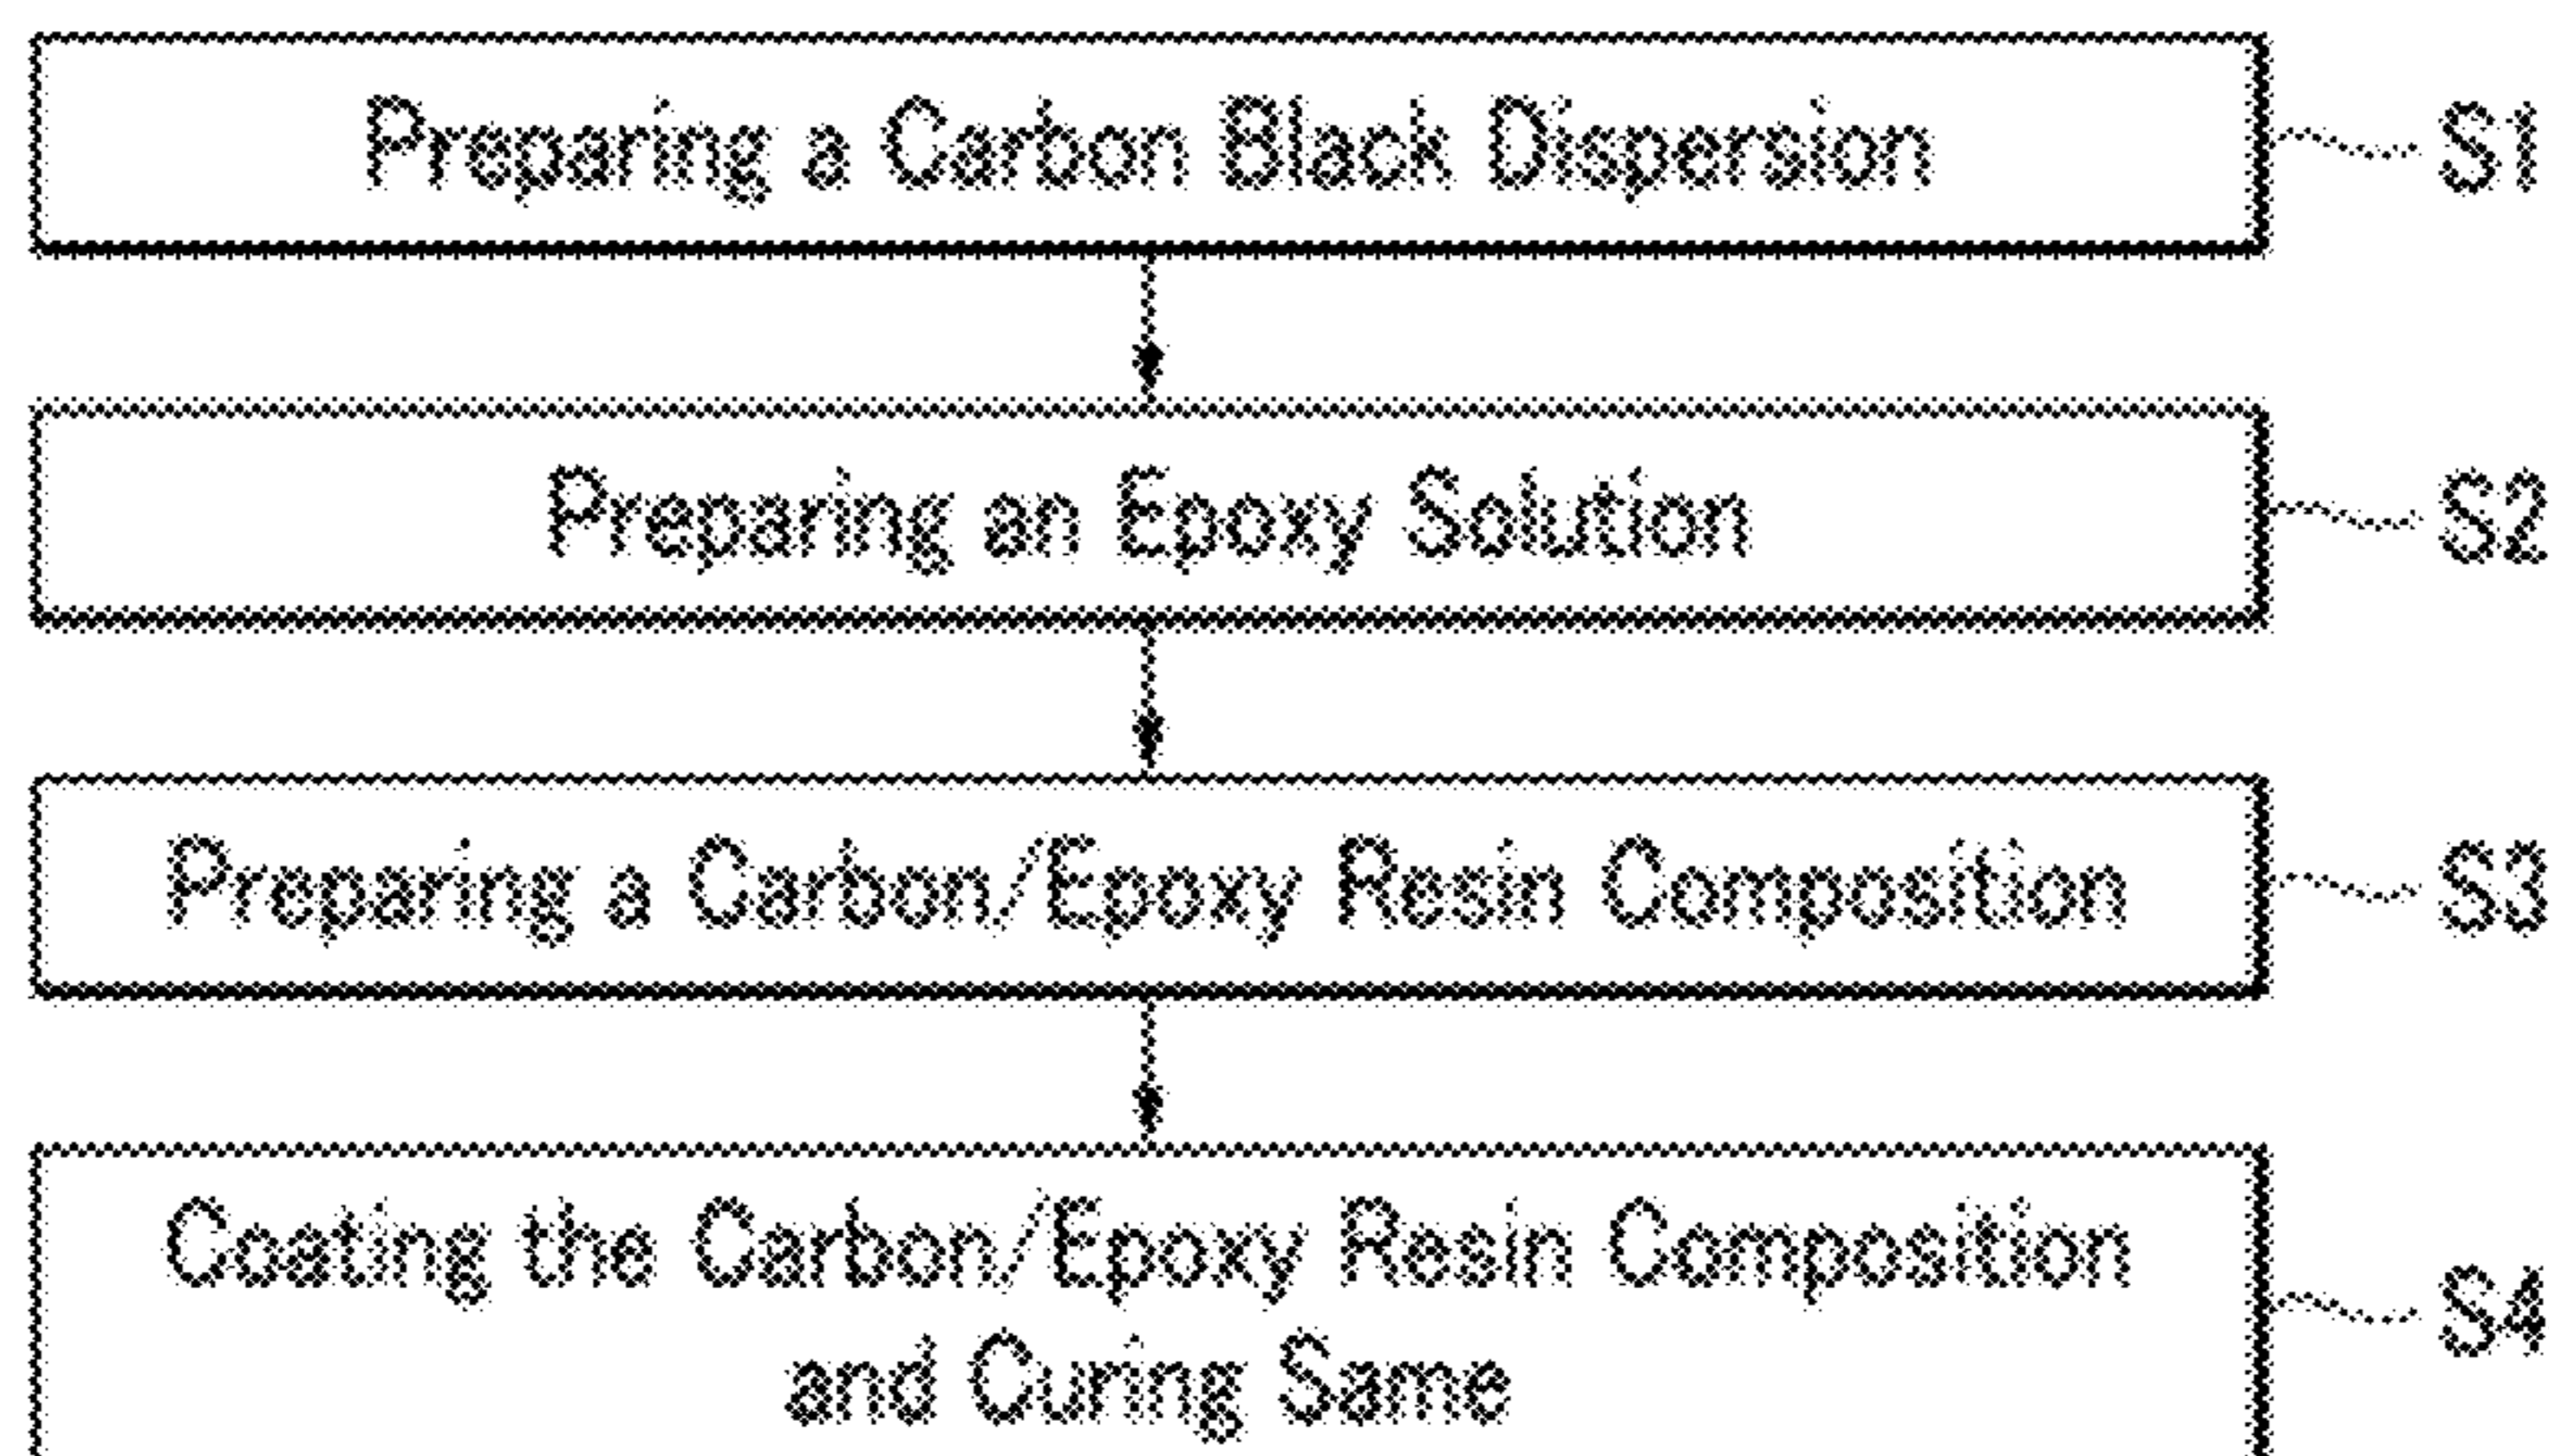 Preparing a Carbon Black Dispersion S1
Preparing an Epoxy Solution S2
Preparing a Carbon/Epoxy Resin Composition S3
Coating the Carbon/Epoxy Resin Composition
and Curing Same
S4